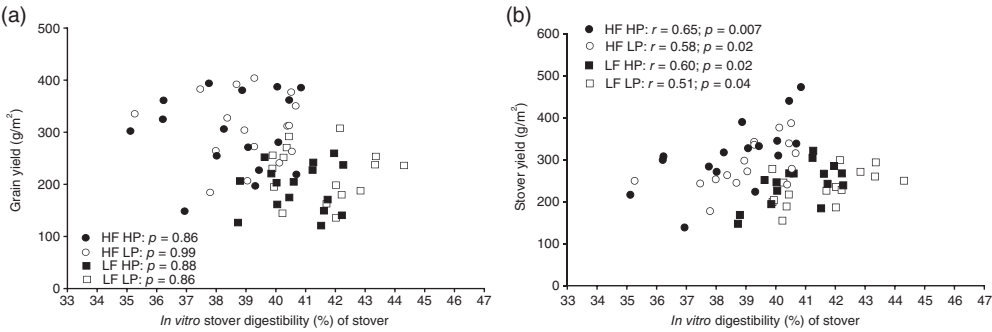 (a)
Grain yield (g/m²)
500
400
300
200
100
0
HF HP: p = 0.86
HF LP: p = 0.99
LF HP: p = 0.88
LF LP: p = 0.86
33 34 35 36 37 38 39 40 41 42 43 44 45 46 47
In vitro stover digestibility (%) of stover
(b)
Stover yield (g/m²)
600
500
400
300
200
100
0
HF HP: r = 0.65; p = 0.007
HF LP: r = 0.58; p = 0.02
LF HP: r = 0.60; p = 0.02
LF LP: r = 0.51; p = 0.04
33 34 35 36 37 38 39 40 41 42 43 44 45 46 47
In vitro digestibility (%) of stover